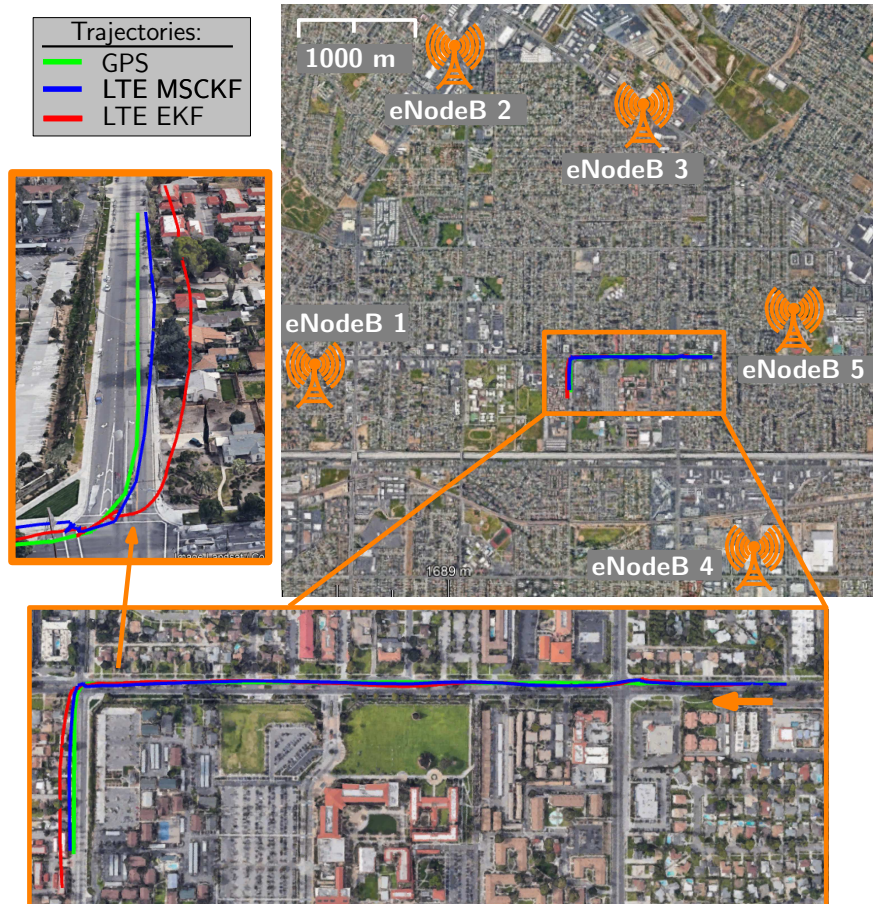 Trajectories:
GPS
LTE MSCKF
LTE EKF
1000 m
eNodeB 2
eNodeB 3
eNodeB 1
eNodeB 5
eNodeB 4
1689 m